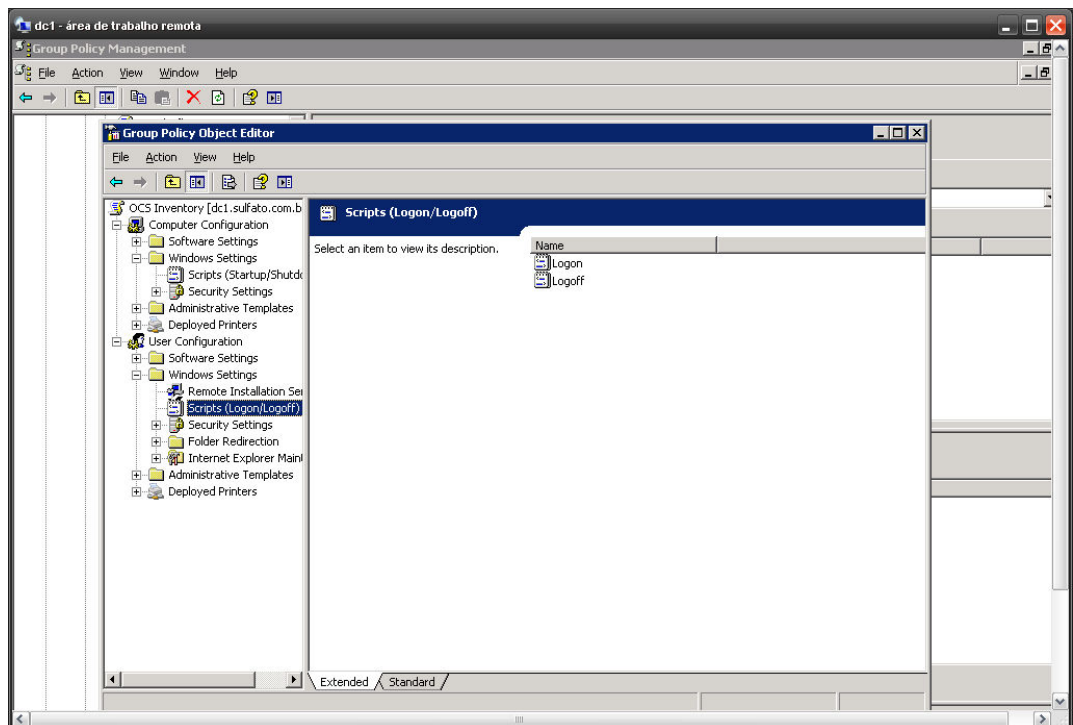 dc1 - área de trabalho remota
Group Policy Management
File Action View Window Help
Group Policy Object Editor
File Action View Help
OCS Inventory [dc1.sulfato.com.b
Computer Configuration
Software Settings
Windows Settings
Scripts (Startup/Shutdo
Security Settings
Administrative Templates
Deployed Printers
User Configuration
Software Settings
Windows Settings
Remote Installation Ser
Scripts (Logon/Logoff)
Security Settings
Folder Redirection
Internet Explorer Main
Administrative Templates
Deployed Printers
Scripts (Logon/Logoff)
Select an item to view its description.
Name
Logon
Logoff
Extended Standard